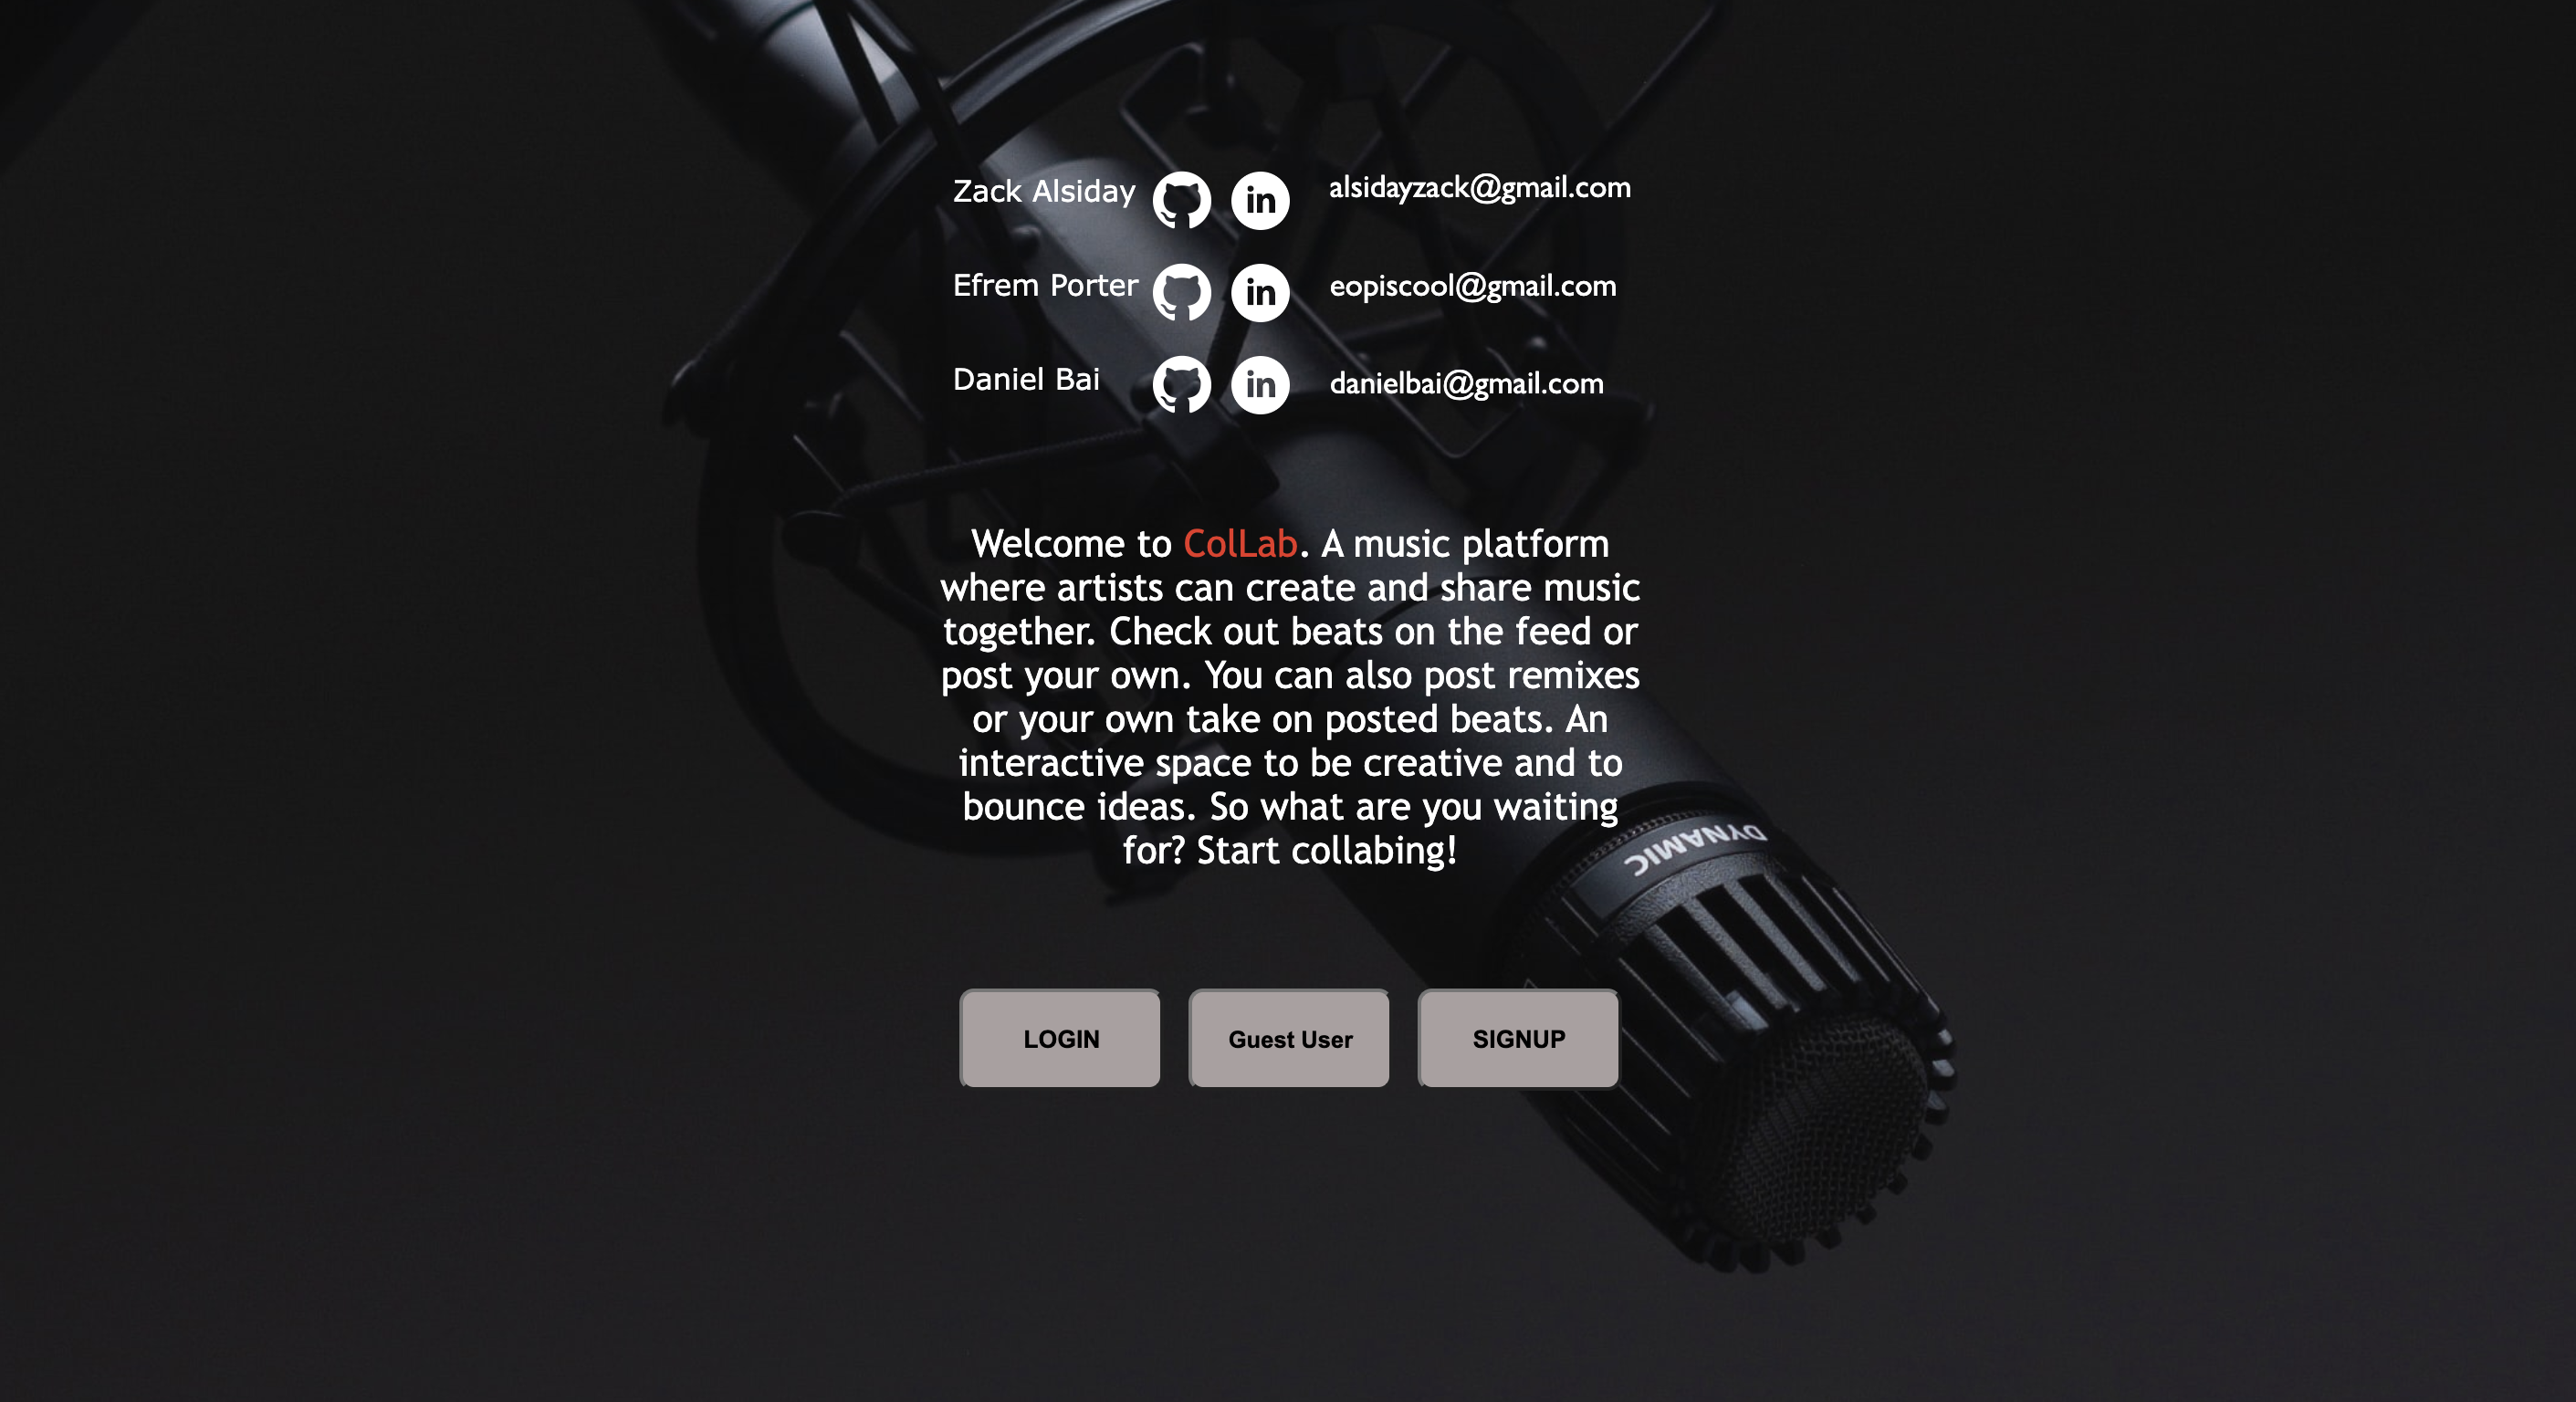 Zack Alsiday in alsidayzack@gmail.com
Efrem Porter in eopiscool@gmail.com
Daniel Bai in danielbai@gmail.com
Welcome to ColLab. A music platform
where artists can create and share music
together. Check out beats on the feed or
post your own. You can also post remixes
or your own take on posted beats. An
interactive space to be creative and to
bounce ideas. So what are you waiting
for? Start collabing!
DYNAMIC
LOGIN Guest User SIGNUP